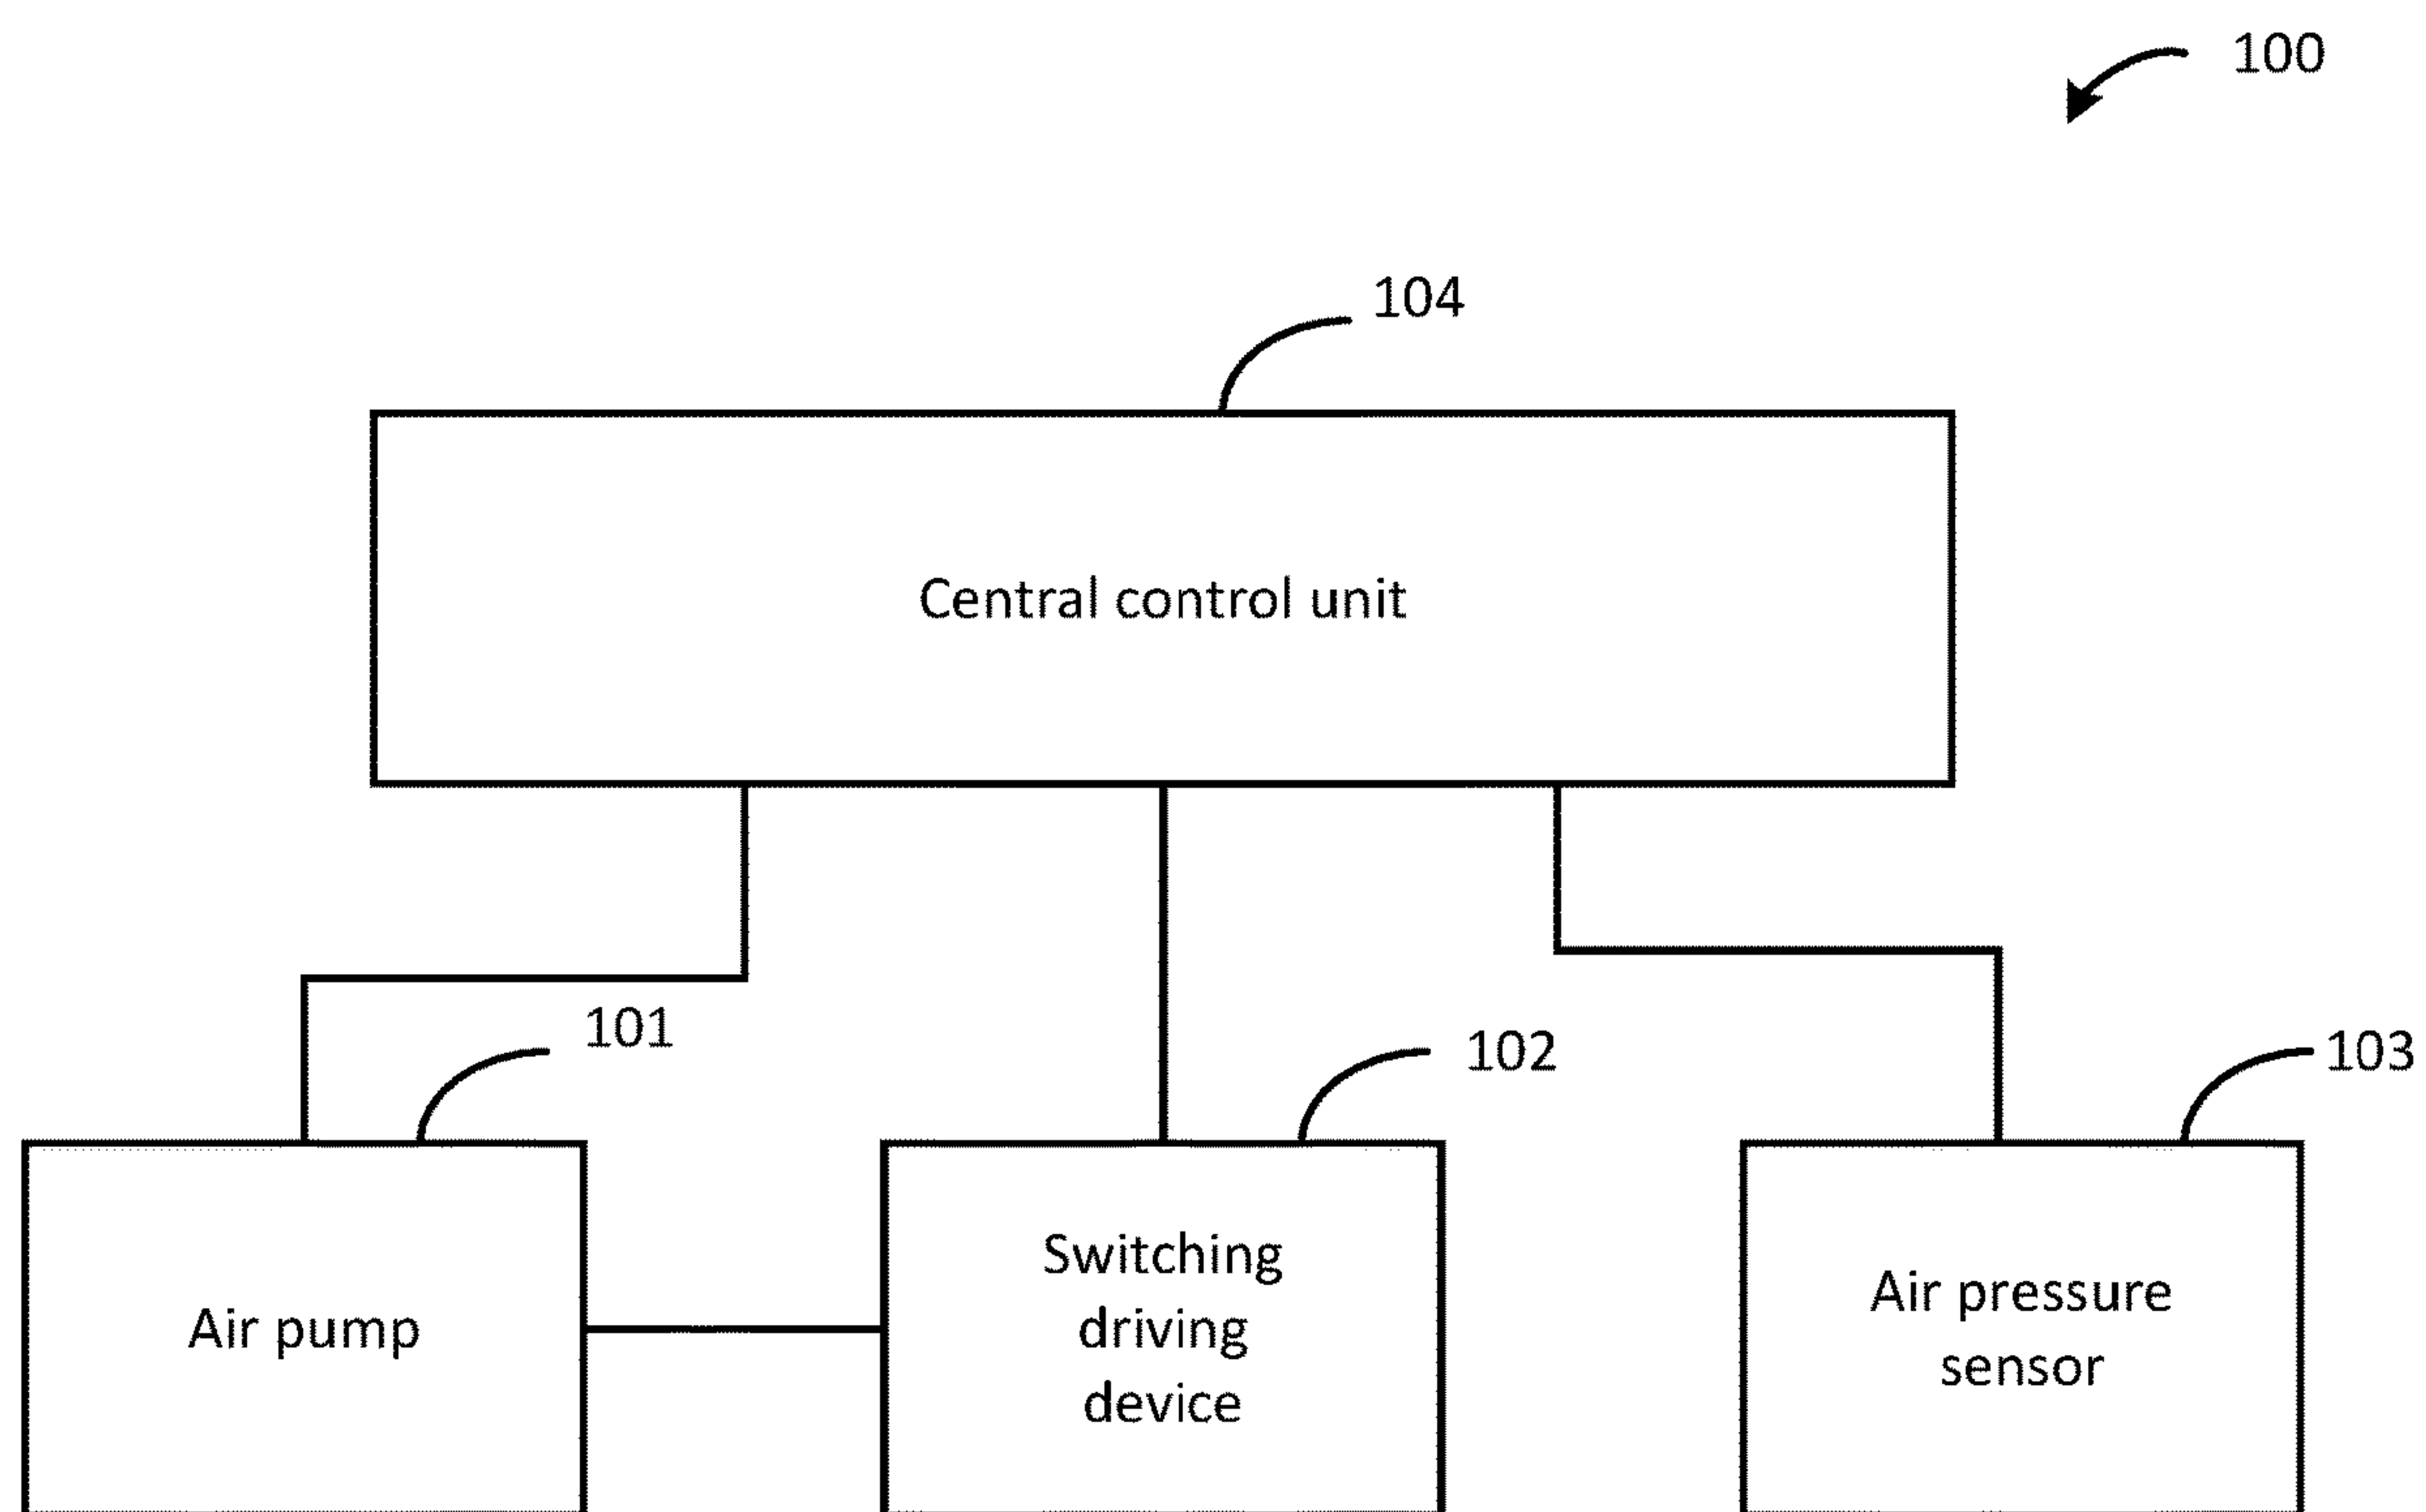 100
104
Central control unit
101
102
103
Air pump
Switching
driving
device
Air pressure
sensor